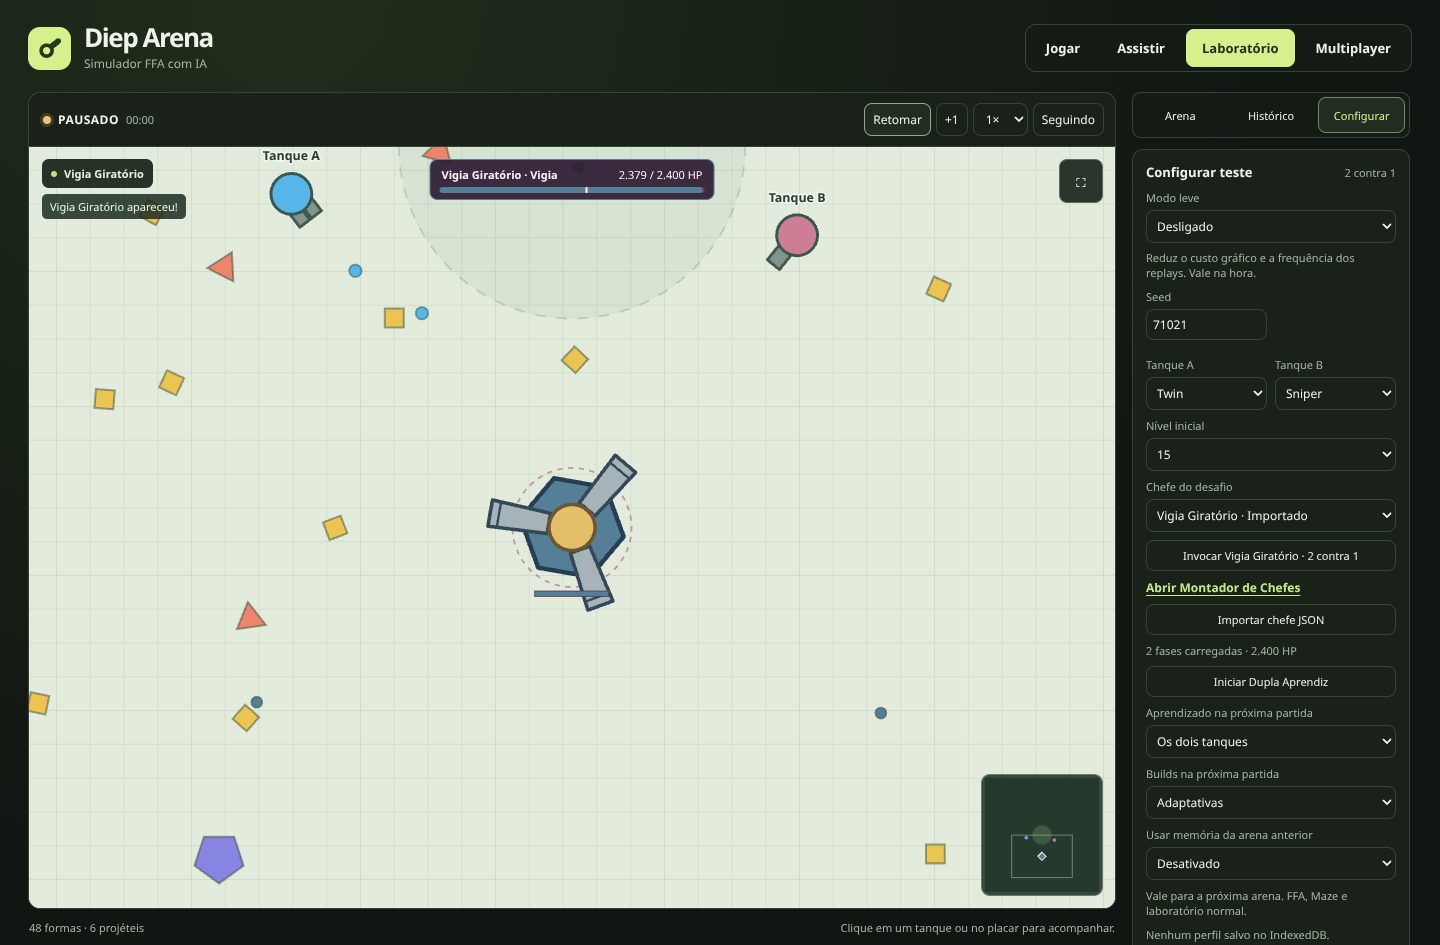 Diep Arena
Simulador FFA com IA
Jogar
Assistir
Laboratório
Multiplayer
PAUSADO 00:00
Retomar
+1
1×
Seguindo
Arena
Histórico
Configurar
Vigia Giratório
Vigia Giratório apareceu!
Tanque A
Vigia Giratório · Vigia 2.379 / 2.400 HP
Tanque B
48 formas · 6 projéteis
Clique em um tanque ou no placar para acompanhar.
Configurar teste
2 contra 1
Modo leve
Desligado
Reduz o custo gráfico e a frequência dos
replays. Vale na hora.
Seed
71021
Tanque A
Tanque B
Twin
Sniper
Nível inicial
15
Chefe do desafio
Vigia Giratório · Importado
Invocar Vigia Giratório · 2 contra 1
Abrir Montador de Chefes
Importar chefe JSON
2 fases carregadas · 2.400 HP
Iniciar Dupla Aprendiz
Aprendizado na próxima partida
Os dois tanques
Builds na próxima partida
Adaptativas
Usar memória da arena anterior
Desativado
Vale para a próxima arena. FFA, Maze e
laboratório normal.
Nenhum perfil salvo no IndexedDB.